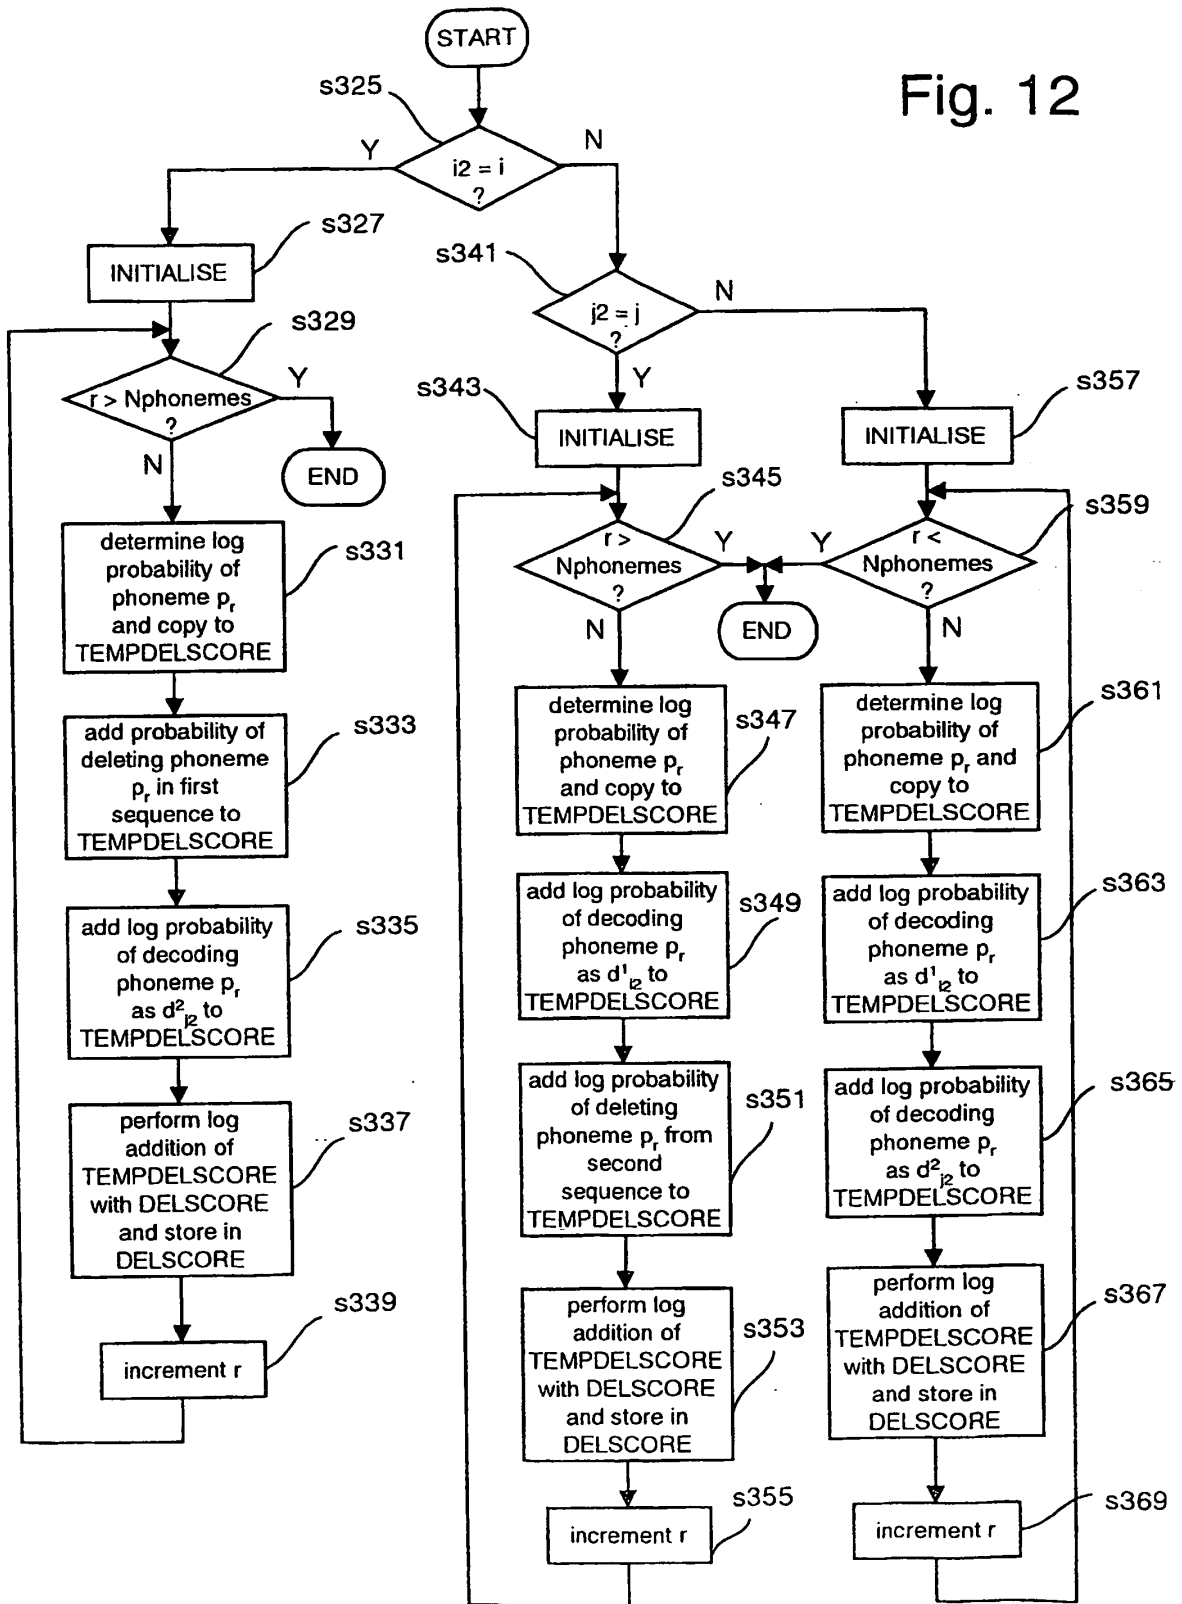 START
Fig. 12
s325
Y
N
i2 = i
?
s327
INITIALISE
s341
N
j2 = j
?
Y
s329
r > Nphonemes
?
Y
N
END
s343
INITIALISE
s357
INITIALISE
s345
r >
Nphonemes
?
Y
N
END
s359
r <
Nphonemes
?
Y
N
s331
determine log
probability of
phoneme pr
and copy to
TEMPDELSCORE
s333
add probability of
deleting phoneme
pr in first
sequence to
TEMPDELSCORE
s335
add log probability
of decoding
phoneme pr
as d²j2 to
TEMPDELSCORE
s337
perform log
addition of
TEMPDELSCORE
with DELSCORE
and store in
DELSCORE
s339
increment r
s347
determine log
probability of
phoneme pr
and copy to
TEMPDELSCORE
s349
add log probability
of decoding
phoneme pr
as d¹i2 to
TEMPDELSCORE
s351
add log probability
of deleting
phoneme pr from
second
sequence to
TEMPDELSCORE
s353
perform log
addition of
TEMPDELSCORE
with DELSCORE
and store in
DELSCORE
s355
increment r
s361
determine log
probability of
phoneme pr and
copy to
TEMPDELSCORE
s363
add log probability
of decoding
phoneme pr
as d¹i2 to
TEMPDELSCORE
s365
add log probability
of decoding
phoneme pr
as d²j2 to
TEMPDELSCORE
s367
perform log
addition of
TEMPDELSCORE
with DELSCORE
and store in
DELSCORE
s369
increment r